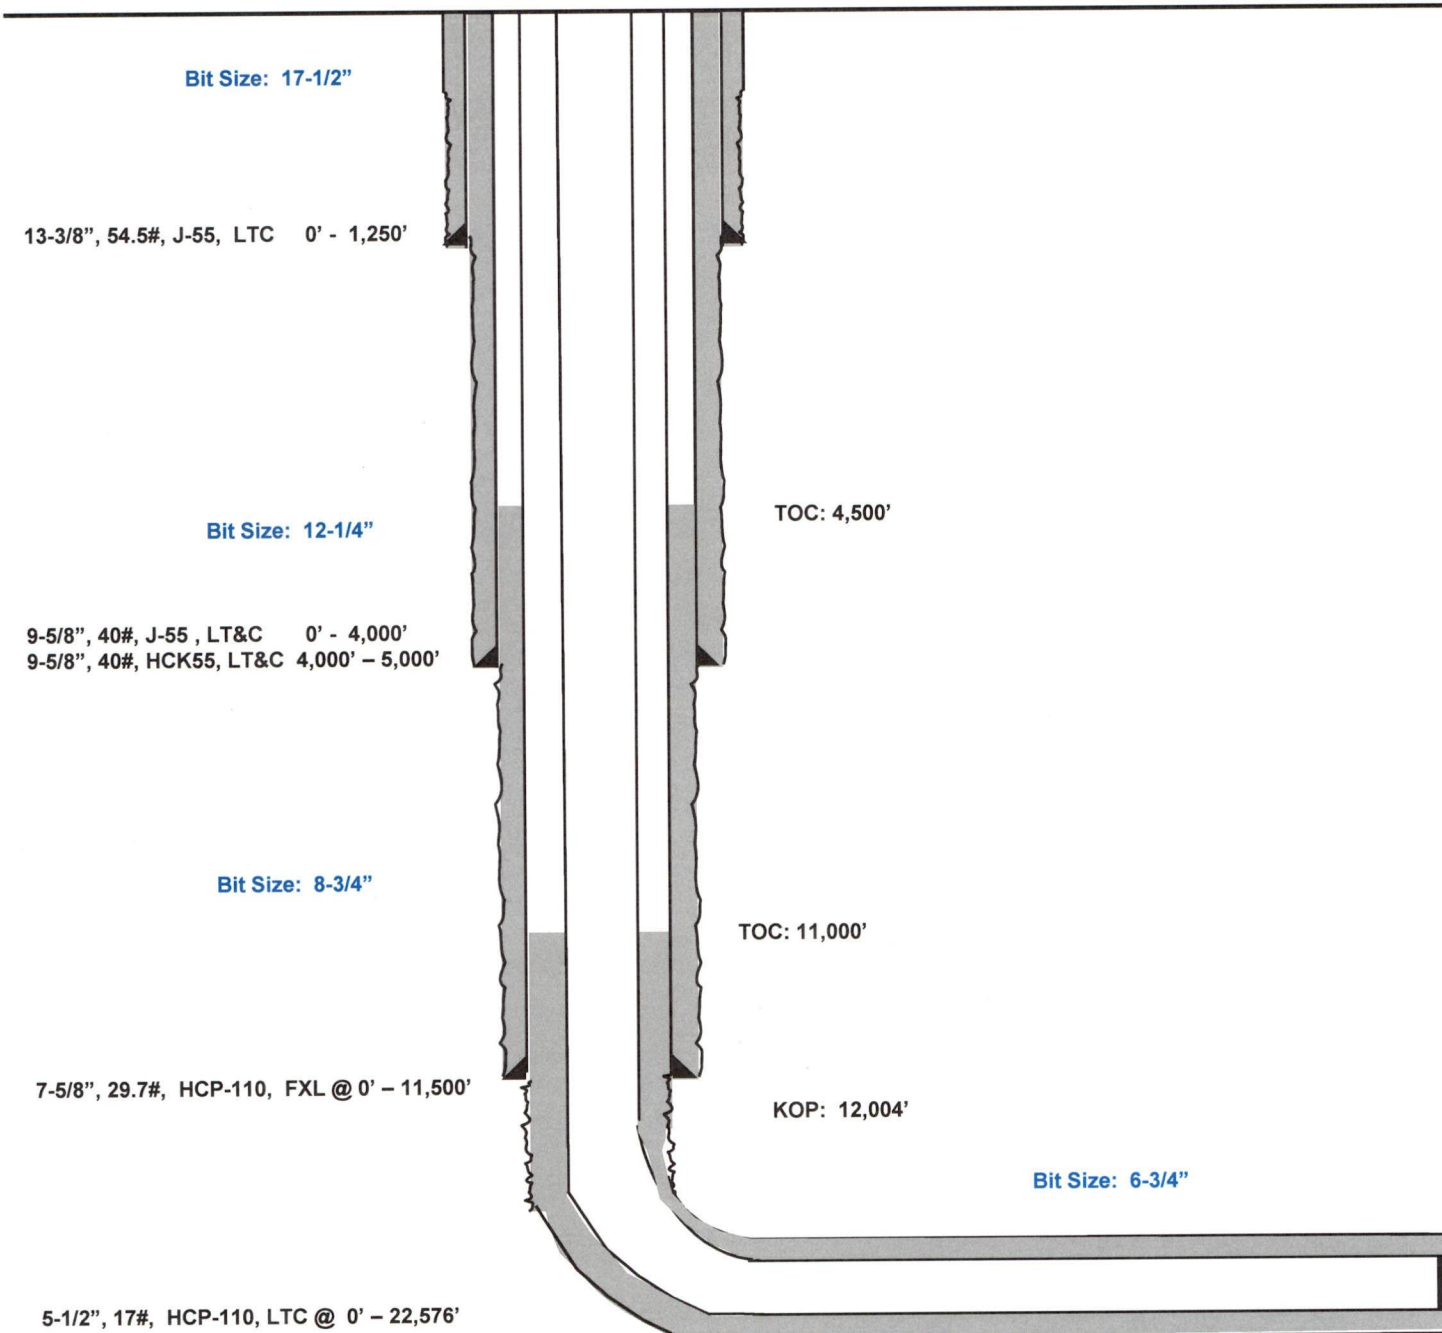 Bit Size: 17-1/2”
13-3/8”, 54.5#, J-55, LTC 0’ - 1,250’
TOC: 4,500’
Bit Size: 12-1/4”
9-5/8”, 40#, J-55 , LT&C 0’ - 4,000’
9-5/8”, 40#, HCK55, LT&C 4,000’ – 5,000’
Bit Size: 8-3/4”
TOC: 11,000’
7-5/8”, 29.7#, HCP-110, FXL @ 0’ – 11,500’
KOP: 12,004’
Bit Size: 6-3/4”
5-1/2”, 17#, HCP-110, LTC @ 0’ – 22,576’